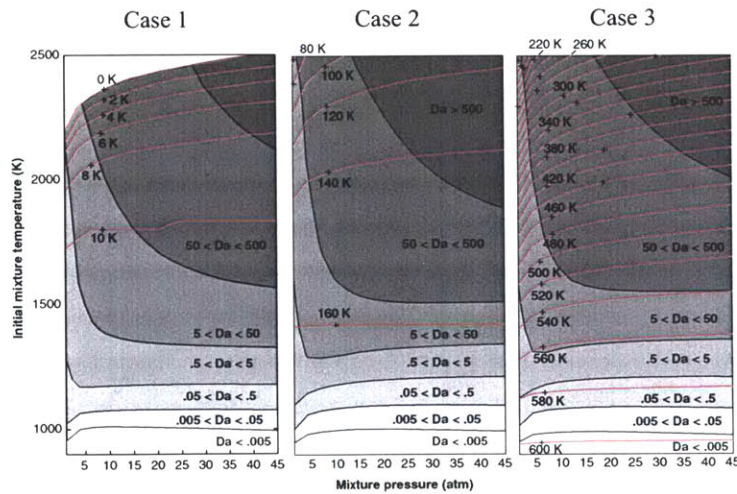 Case 1
Case 2
Case 3
Initial mixture temperature (K)
2500
2000
1500
1000
0 K
2 K
4 K
6 K
8 K
10 K
50 < Da < 500
5 < Da < 50
.5 < Da < 5
.05 < Da < .5
.005 < Da < .05
Da < .005
5 10 15 20 25 30 35 40 45
80 K
100 K
120 K
140 K
160 K
Da > 500
50 < Da < 500
5 < Da < 50
.5 < Da < 5
.05 < Da < .5
.005 < Da < .05
Da < .005
5 10 15 20 25 30 35 40 45
220 K
260 K
300 K
340 K
380 K
420 K
460 K
480 K
500 K
520 K
540 K
560 K
580 K
600 K
Da > 500
50 < Da < 500
5 < Da < 50
.5 < Da < 5
.05 < Da < .5
.005 < Da < .05
Da < .005
5 10 15 20 25 30 35 40 45
Mixture pressure (atm)